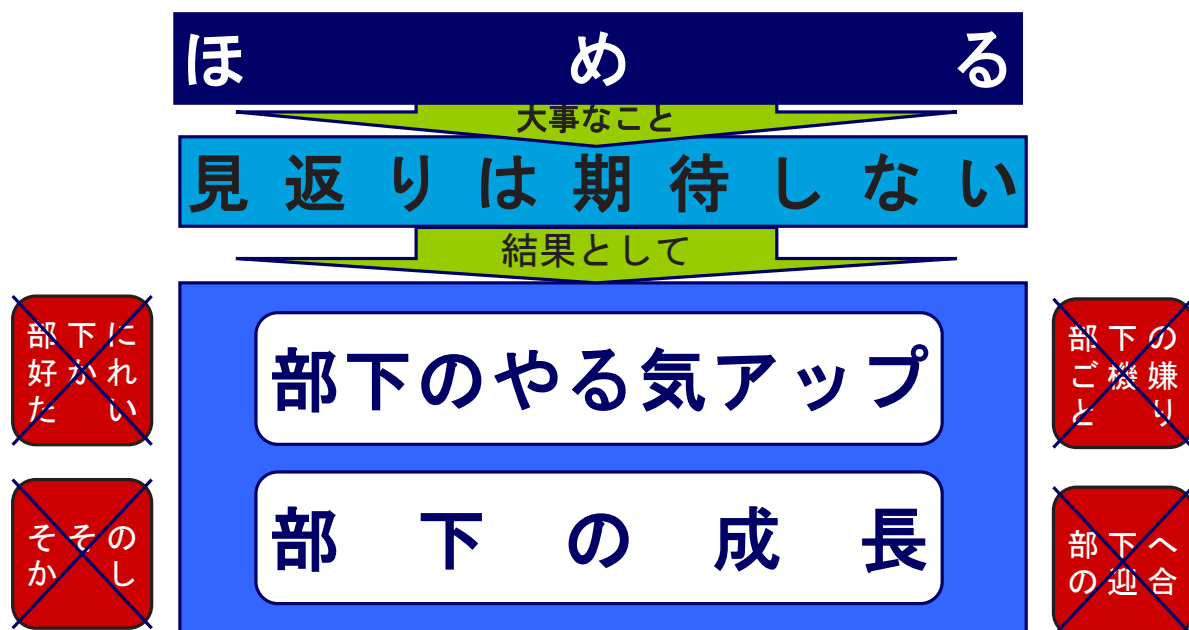 ほめる
大事なこと
見返りは期待しない
結果として
部下のやる気アップ
部下の成長
部下に
好かれ
たい
そその
かし
部下の
ご機嫌
とり
部下へ
の迎合